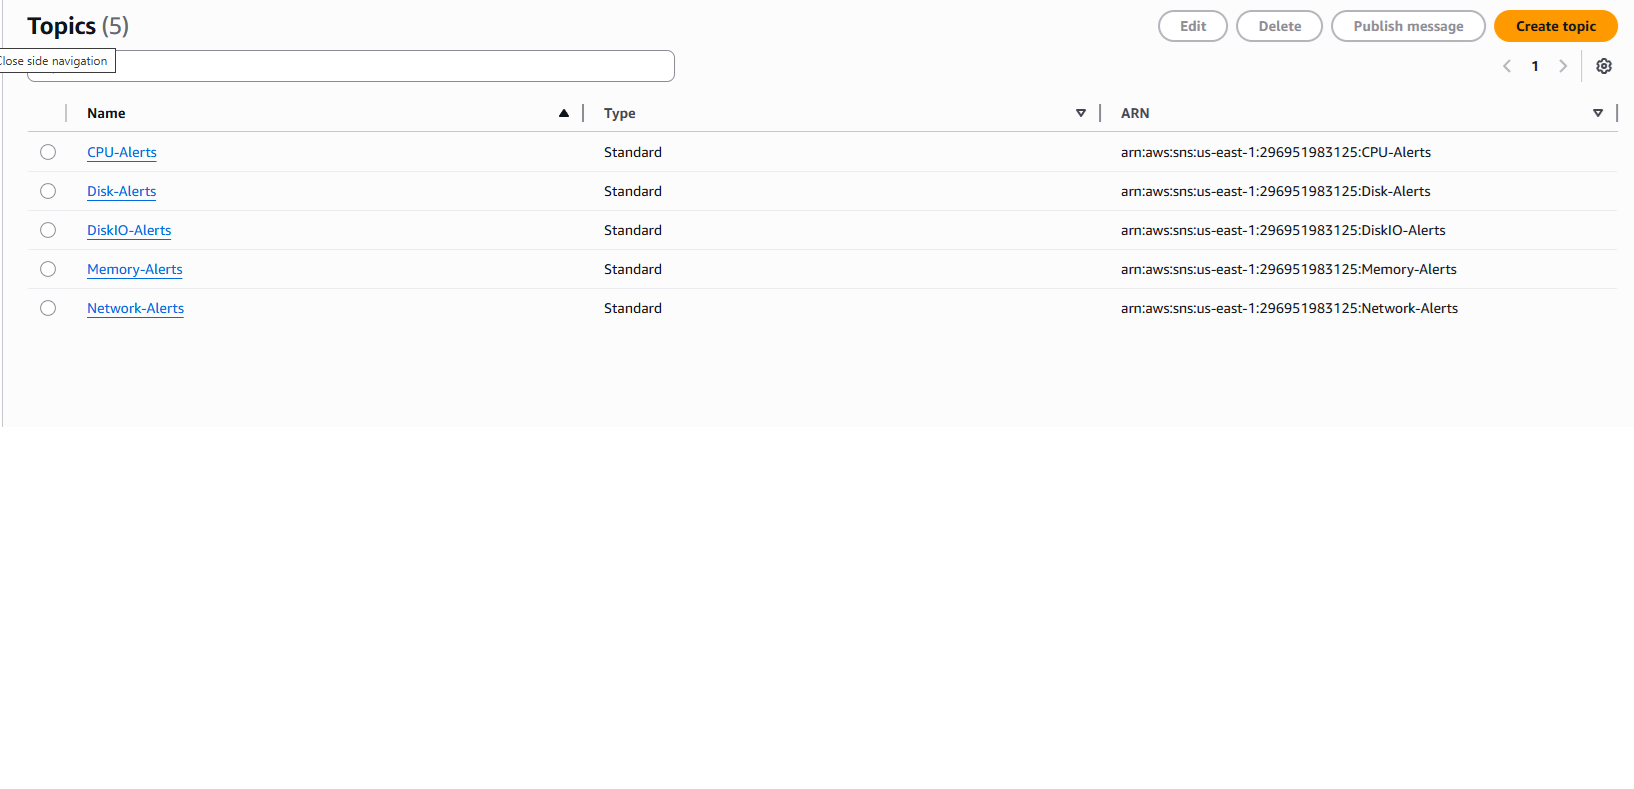 Topics (5)
Edit
Delete
Publish message
Create topic
Close side navigation
1
Name
Type
ARN
CPU-Alerts
Standard
arn:aws:sns:us-east-1:296951983125:CPU-Alerts
Disk-Alerts
Standard
arn:aws:sns:us-east-1:296951983125:Disk-Alerts
DiskIO-Alerts
Standard
arn:aws:sns:us-east-1:296951983125:DiskIO-Alerts
Memory-Alerts
Standard
arn:aws:sns:us-east-1:296951983125:Memory-Alerts
Network-Alerts
Standard
arn:aws:sns:us-east-1:296951983125:Network-Alerts